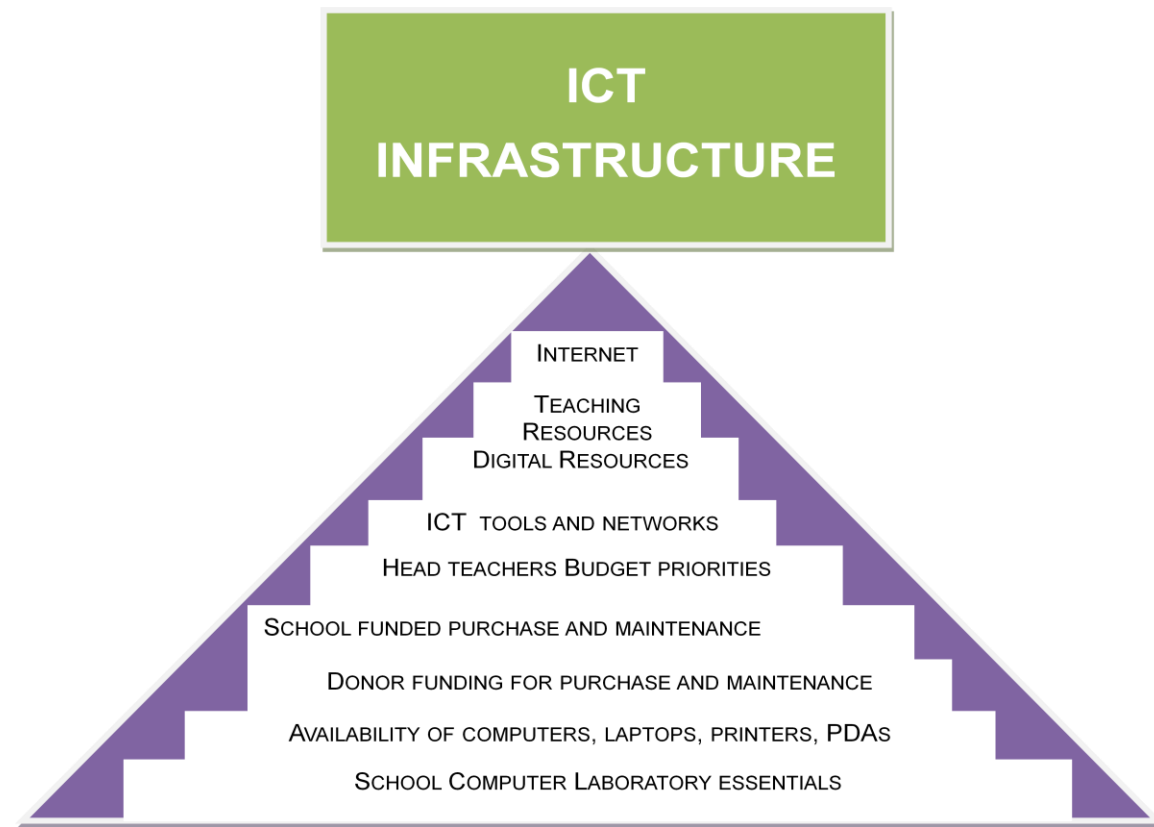 ICT
INFRASTRUCTURE
INTERNET
TEACHING
RESOURCES
DIGITAL RESOURCES
ICT TOOLS AND NETWORKS
HEAD TEACHERS BUDGET PRIORITIES
SCHOOL FUNDED PURCHASE AND MAINTENANCE
DONOR FUNDING FOR PURCHASE AND MAINTENANCE
AVAILABILITY OF COMPUTERS, LAPTOPS, PRINTERS, PDAS
SCHOOL COMPUTER LABORATORY ESSENTIALS